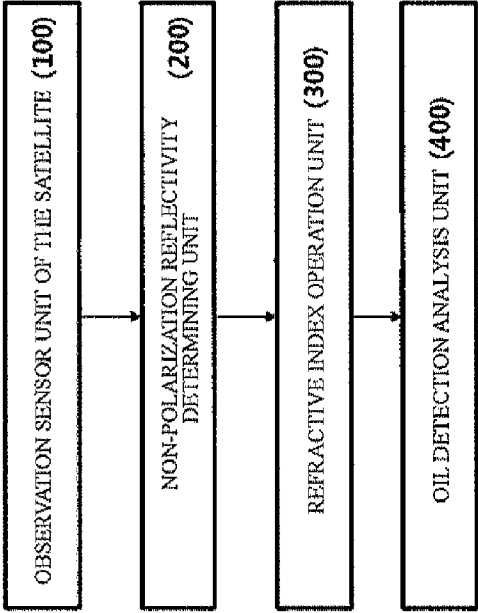 OBSERVATION SENSOR UNIT OF THE SATELLITE (100)
NON-POLARIZATION REFLECTIVITY (200)
DETERMINING UNIT
REFRACTIVE INDEX OPERATION UNIT (300)
OIL DETECTION ANALYSIS UNIT (400)